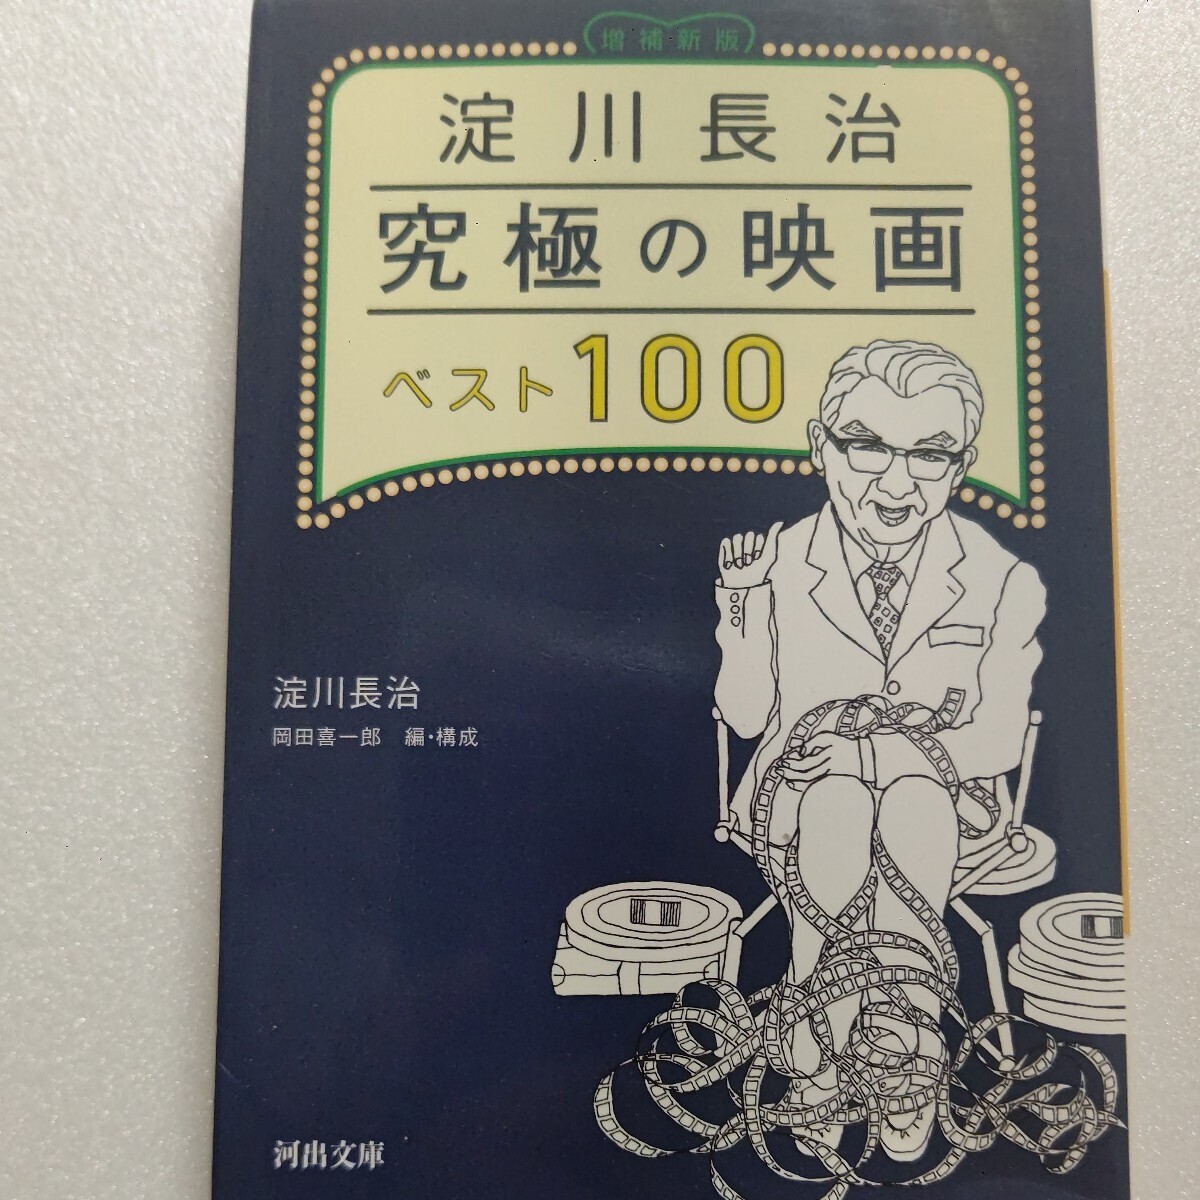 増補新版
淀川長治
究極の映画
ベスト100
淀川長治
岡田喜一郎 編・構成
河出文庫